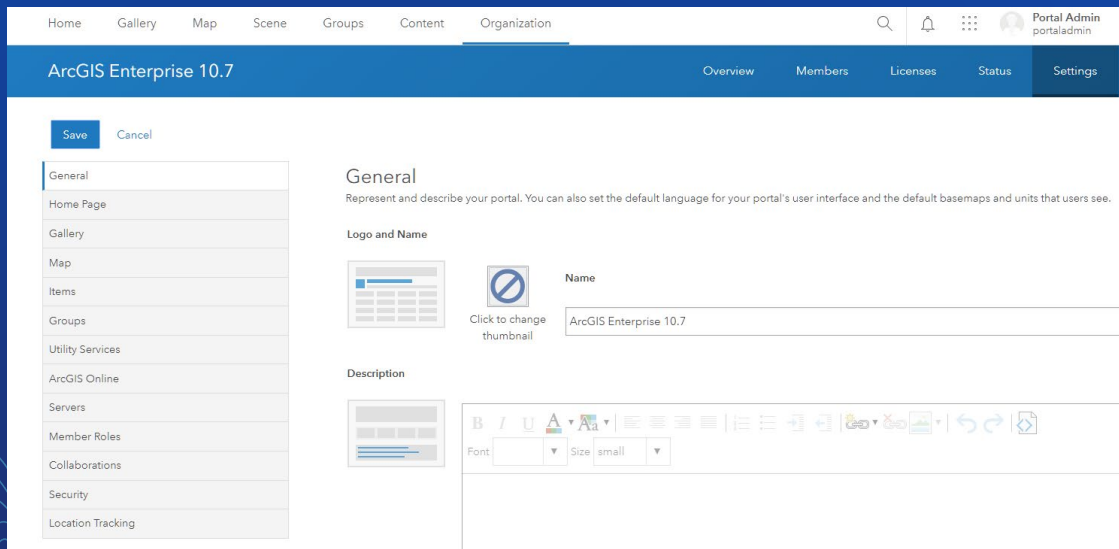 Home Gallery Map Scene Groups Content Organization Portal Admin
portaladmin
ArcGIS Enterprise 10.7 Overview Members Licenses Status Settings
Save Cancel
General
Home Page
Gallery
Map
Items
Groups
Utility Services
ArcGIS Online
Servers
Member Roles
Collaborations
Security
Location Tracking
General
Represent and describe your portal. You can also set the default language for your portal's user interface and the default basemaps and units that users see.
Logo and Name
Click to change
thumbnail
Name
ArcGIS Enterprise 10.7
Description
B I U A Aa
Font Size small